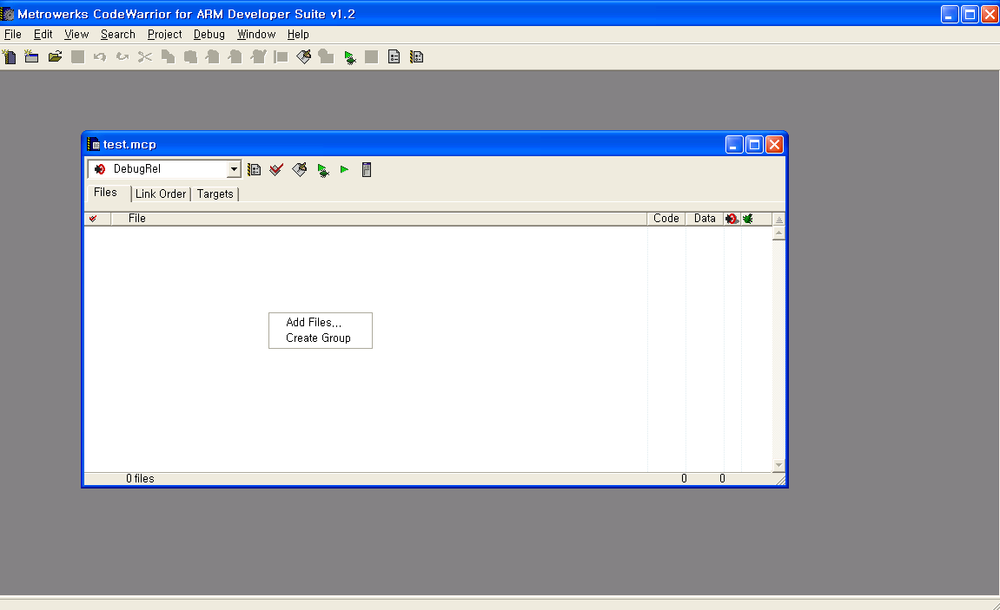 Metrowerks CodeWarrior for ARM Developer Suite v1.2
File Edit View Search Project Debug Window Help
test.mcp
DebugRel
Files Link Order Targets
File Code Data
Add Files...
Create Group
0 files 0 0